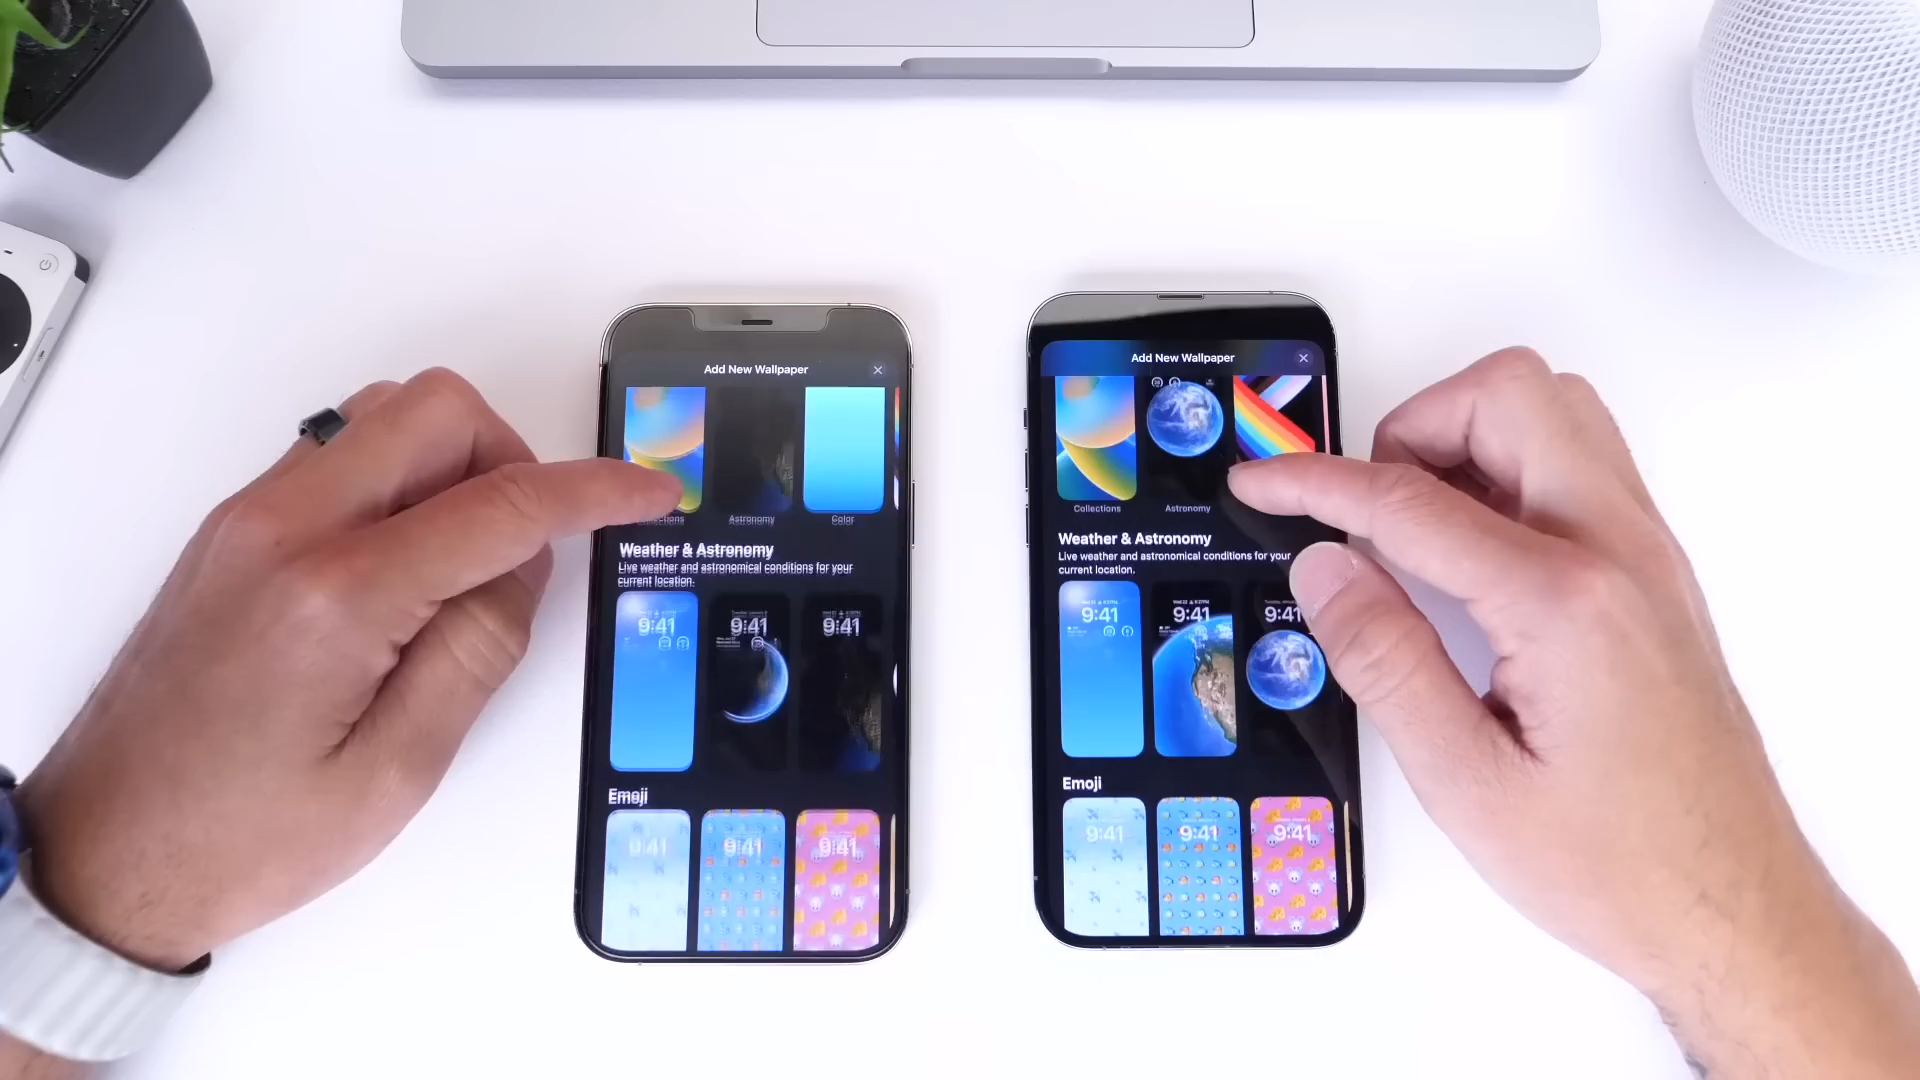 Add New Wallpaper
Collections
Astronomy
Color
Weather & Astronomy
Live weather and astronomical conditions for your
current location.
9:41
9:41
9:41
Emoji
9:41
9:41
9:41
Add New Wallpaper
Collections
Astronomy
Weather & Astronomy
Live weather and astronomical conditions for your
current location.
9:41
9:41
9:41
Emoji
9:41
9:41
9:41